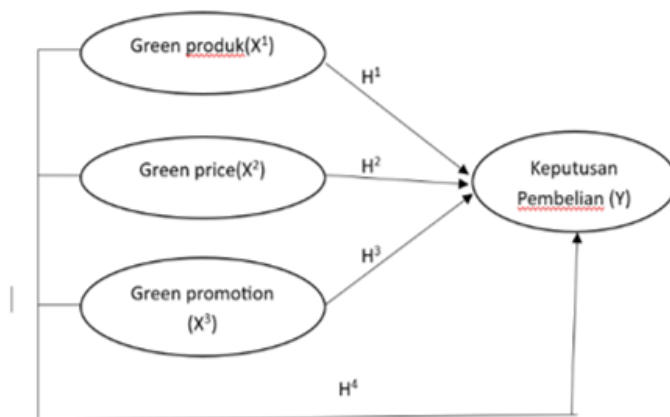 Green produk(X¹)
H¹
Green price(X²)
H²
Keputusan
Pembelian (Y)
H³
Green promotion
(X³)
H⁴